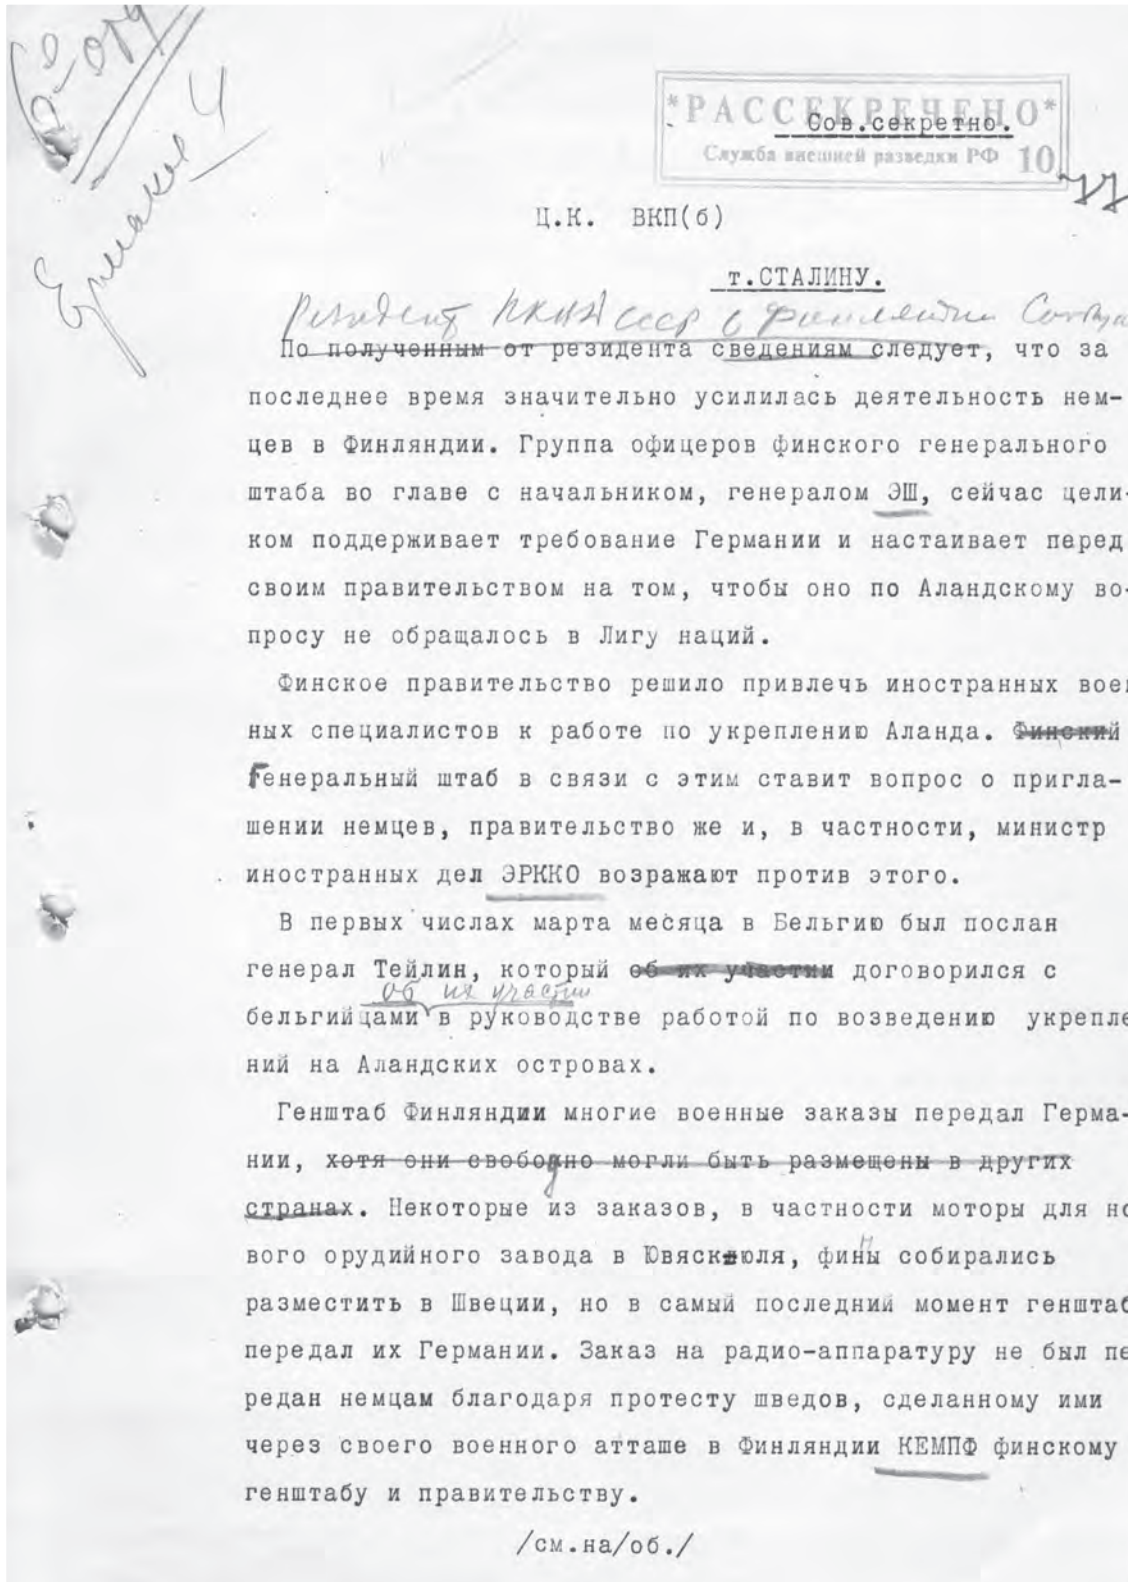 Ермаков
*РАССЕКРЕЧЕНО*
Сов.секретно.
Служба внешней разведки РФ 10
Ц.К. ВКП(б)
т.СТАЛИНУ.
Резидент НКВД СССР в Финляндии
По полученным от резидента сведениям следует, что за
последнее время значительно усилилась деятельность нем-
цев в Финляндии. Группа офицеров финского генерального
штаба во главе с начальником, генералом ЭШ, сейчас цели-
ком поддерживает требование Германии и настаивает перед
своим правительством на том, чтобы оно по Аландскому во-
просу не обращалось в Лигу наций.
Финское правительство решило привлечь иностранных воен
ных специалистов к работе по укреплению Аланда. Финский
Генеральный штаб в связи с этим ставит вопрос о пригла-
шении немцев, правительство же и, в частности, министр
иностранных дел ЭРККО возражают против этого.
В первых числах марта месяца в Бельгию был послан
генерал Тейлин, который об их участии договорился с
об их участии
бельгийцами в руководстве работой по возведению укрепле
ний на Аландских островах.
Генштаб Финляндии многие военные заказы передал Герма-
нии, хотя они свободно могли быть размещены в других
странах. Некоторые из заказов, в частности моторы для но
вого орудийного завода в Ювяскюля, финны собирались
разместить в Швеции, но в самый последний момент генштаб
передал их Германии. Заказ на радио-аппаратуру не был пе
редан немцам благодаря протесту шведов, сделанному ими
через своего военного атташе в Финляндии КЕМПФ финскому
генштабу и правительству.
/см.на/об./